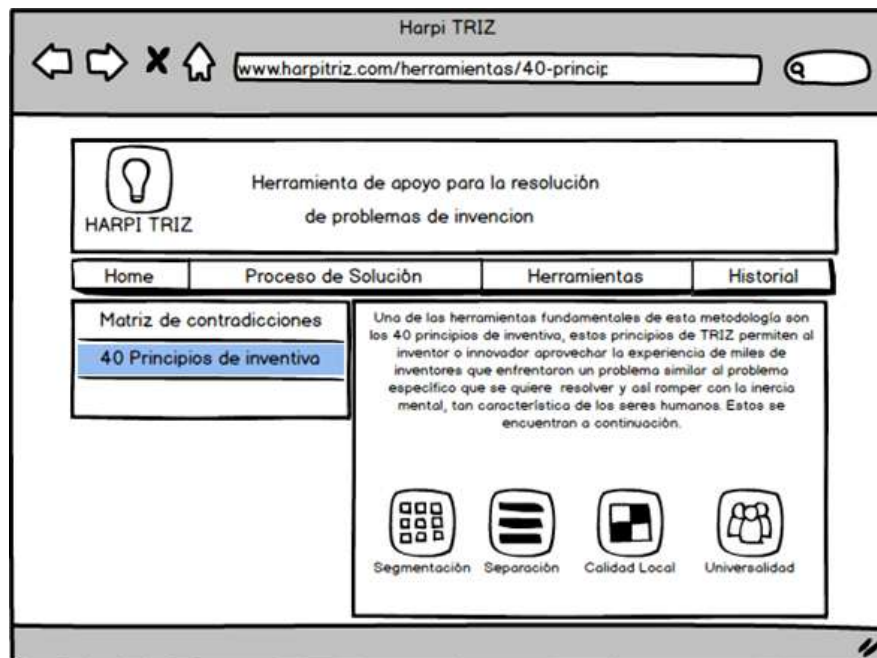 Harpi TRIZ
www.harpitriz.com/herramientas/40-princip
HARPI TRIZ
Herramienta de apoyo para la resolución
de problemas de invencion
Home
Proceso de Solución
Herramientas
Historial
Matriz de contradicciones
40 Principios de inventiva
Una de las herramientas fundamentales de esta metodología son
los 40 principios de inventiva, estos principios de TRIZ permiten al
inventor o innovador aprovechar la experiencia de miles de
inventores que enfrentaron un problema similar al problema
específico que se quiere resolver y así romper con la inercia
mental, tan característica de los seres humanos. Estos se
encuentran a continuación.
Segmentación
Separación
Calidad Local
Universalidad